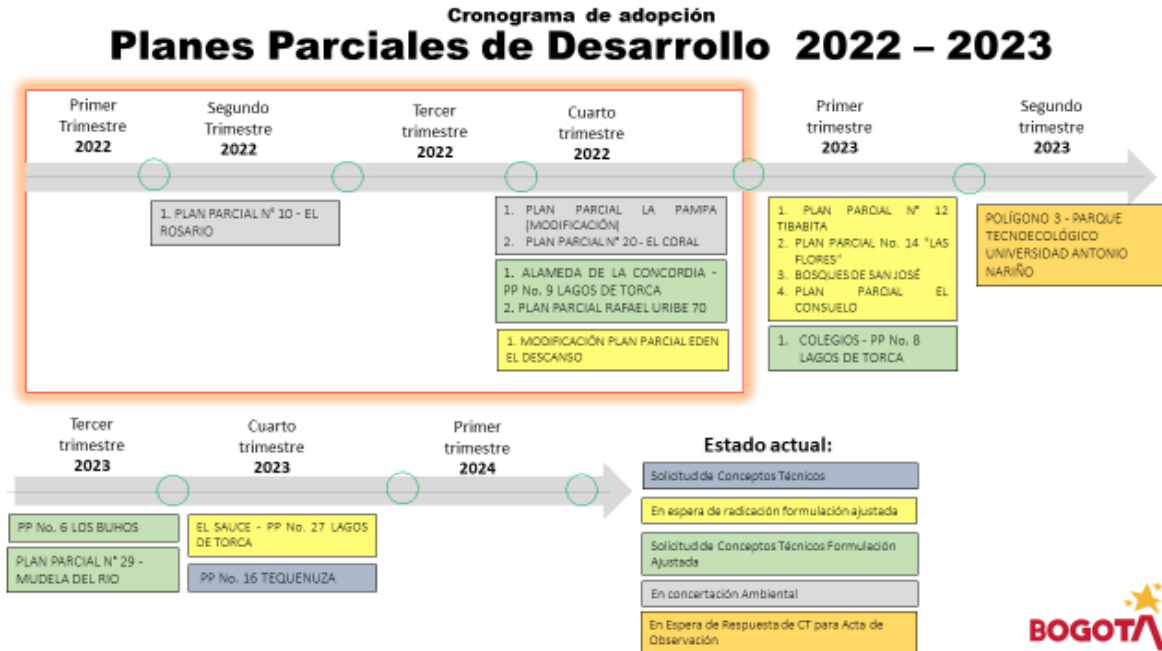 Cronograma de adopción
Planes Parciales de Desarrollo 2022 – 2023
Primer
Trimestre
2022
Segundo
Trimestre
2022
Tercer
trimestre
2022
Cuarto
trimestre
2022
Primer
trimestre
2023
Segundo
trimestre
2023
1. PLAN PARCIAL N° 10 - EL
ROSARIO
1. PLAN PARCIAL LA PAMPA
(MODIFICACIÓN)
2. PLAN PARCIAL N° 20 - EL CORAL
1. ALAMEDA DE LA CONCORDIA -
PP No. 9 LAGOS DE TORCA
2. PLAN PARCIAL RAFAEL URIBE 70
1. MODIFICACIÓN PLAN PARCIAL EDEN
EL DESCANSO
1. PLAN PARCIAL N° 12
TIBABITA
2. PLAN PARCIAL No. 14 "LAS
FLORES"
3. BOSQUES DE SAN JOSÉ
4. PLAN PARCIAL EL
CONSUELO
1. COLEGIOS - PP No. 8
LAGOS DE TORCA
POLÍGONO 3 - PARQUE
TECNOECOLÓGICO
UNIVERSIDAD ANTONIO
NARIÑO
Tercer
trimestre
2023
Cuarto
trimestre
2023
Primer
trimestre
2024
PP No. 6 LOS BUHOS
PLAN PARCIAL N° 29 -
MUDELA DEL RIO
EL SAUCE - PP No. 27 LAGOS
DE TORCA
PP No. 16 TEQUENUZA
Estado actual:
Solicitud de Conceptos Técnicos
En espera de radicación formulación ajustada
Solicitud de Conceptos Técnicos Formulación
Ajustada
En concertación Ambiental
En Espera de Respuesta de CT para Acta de
Observación
BOGOTÁ